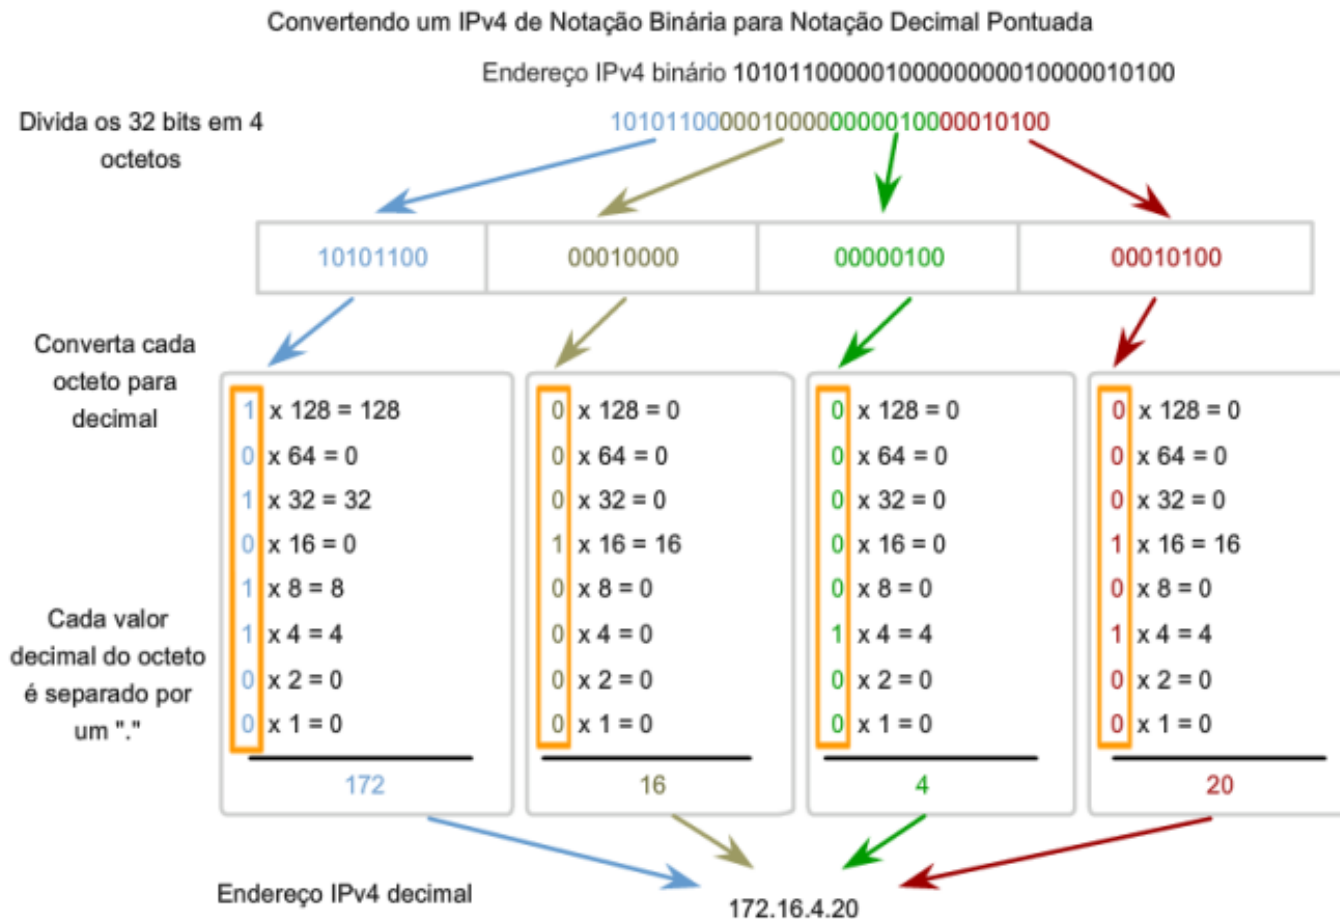 Convertendo um IPv4 de Notação Binária para Notação Decimal Pontuada
Endereço IPv4 binário 10101100000100000000010000010100
Divida os 32 bits em 4
octetos
10101100000100000000010000010100
10101100 00010000 00000100 00010100
Converta cada
octeto para
decimal
1 x 128 = 128
0 x 64 = 0
1 x 32 = 32
0 x 16 = 0
1 x 8 = 8
1 x 4 = 4
0 x 2 = 0
0 x 1 = 0
172
0 x 128 = 0
0 x 64 = 0
0 x 32 = 0
1 x 16 = 16
0 x 8 = 0
0 x 4 = 0
0 x 2 = 0
0 x 1 = 0
16
0 x 128 = 0
0 x 64 = 0
0 x 32 = 0
0 x 16 = 0
0 x 8 = 0
1 x 4 = 4
0 x 2 = 0
0 x 1 = 0
4
0 x 128 = 0
0 x 64 = 0
0 x 32 = 0
1 x 16 = 16
0 x 8 = 0
1 x 4 = 4
0 x 2 = 0
0 x 1 = 0
20
Cada valor
decimal do octeto
é separado por
um "."
Endereço IPv4 decimal
172.16.4.20